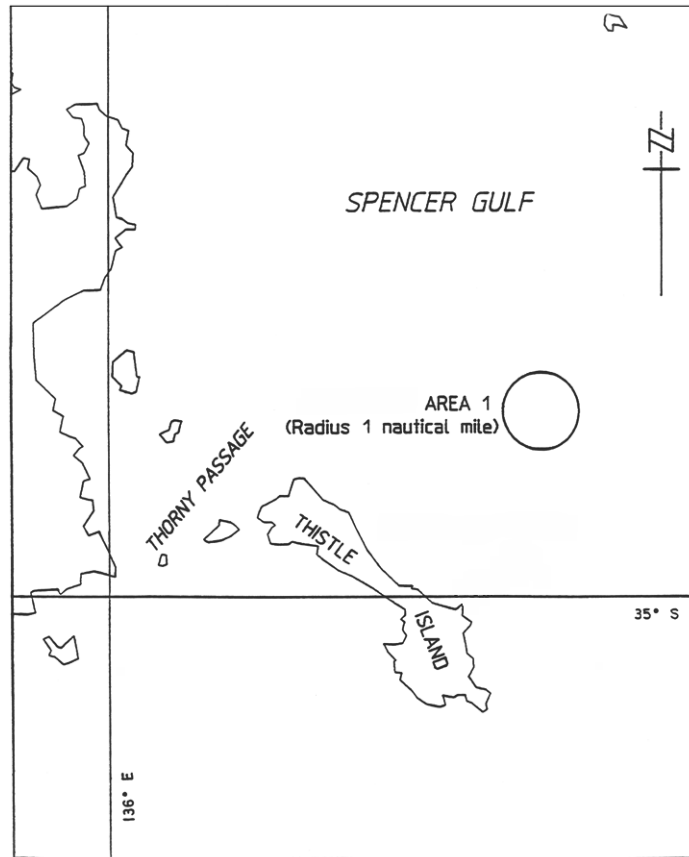 N
SPENCER GULF
AREA 1
(Radius 1 nautical mile)
THORNY PASSAGE
THISTLE
ISLAND
35° S
136° E